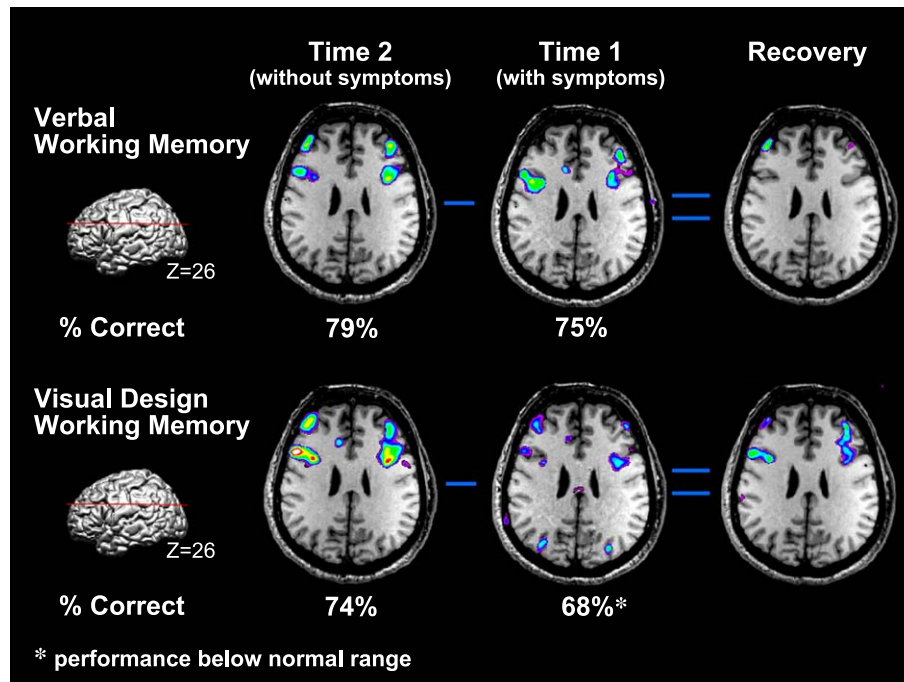 Time 2
(without symptoms)
Time 1
(with symptoms)
Recovery
Verbal
Working Memory
Z=26
% Correct
79%
75%
Visual Design
Working Memory
Z=26
% Correct
74%
68%*
* performance below normal range